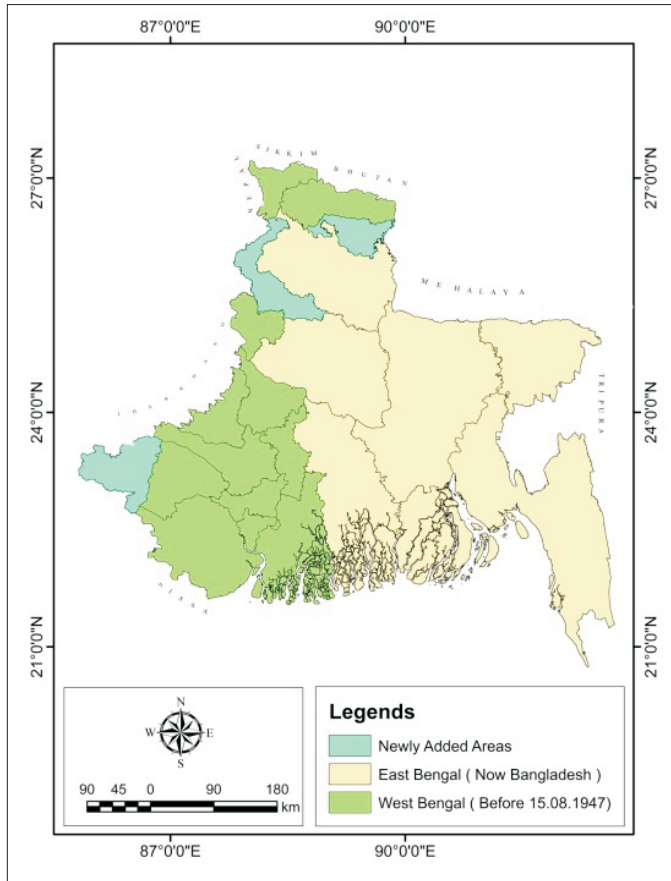 87°0'0"E 90°0'0"E
27°0'0"N 27°0'0"N
SIKKIM BHUTAN
MEHALAYA
24°0'0"N 24°0'0"N
TRIPURA
21°0'0"N 21°0'0"N
N
W E
S
90 45 0 90 180
km
Legends
Newly Added Areas
East Bengal ( Now Bangladesh )
West Bengal ( Before 15.08.1947)
87°0'0"E 90°0'0"E